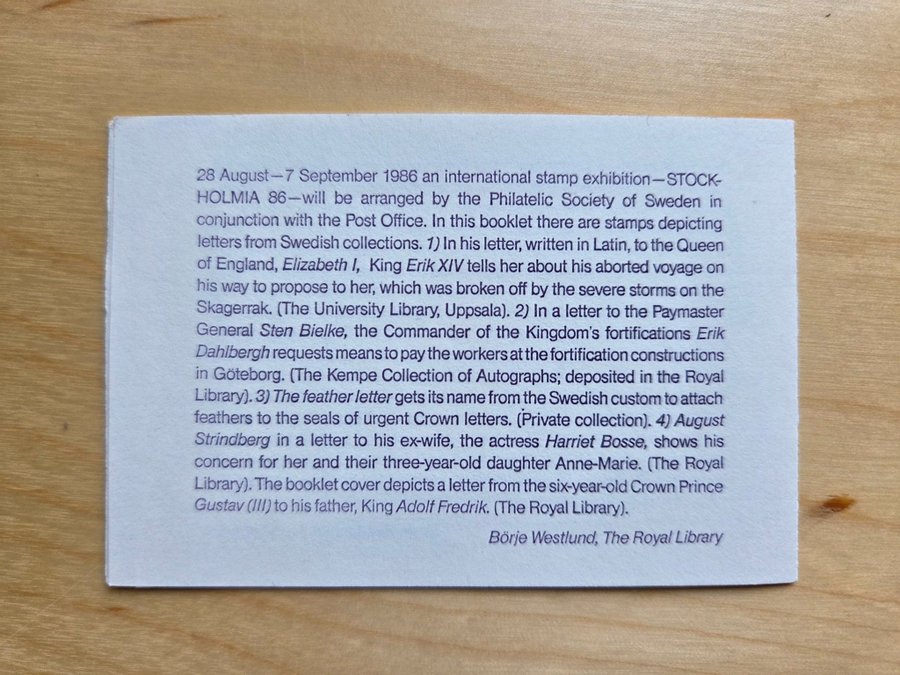 28 August—7 September 1986 an international stamp exhibition—STOCK-
HOLMIA 86—will be arranged by the Philatelic Society of Sweden in
conjunction with the Post Office. In this booklet there are stamps depicting
letters from Swedish collections. 1) In his letter, written in Latin, to the Queen
of England, Elizabeth I, King Erik XIV tells her about his aborted voyage on
his way to propose to her, which was broken off by the severe storms on the
Skagerrak. (The University Library, Uppsala). 2) In a letter to the Paymaster
General Sten Bielke, the Commander of the Kingdom's fortifications Erik
Dahlbergh requests means to pay the workers at the fortification constructions
in Göteborg. (The Kempe Collection of Autographs; deposited in the Royal
Library). 3) The feather letter gets its name from the Swedish custom to attach
feathers to the seals of urgent Crown letters. (Private collection). 4) August
Strindberg in a letter to his ex-wife, the actress Harriet Bosse, shows his
concern for her and their three-year-old daughter Anne-Marie. (The Royal
Library). The booklet cover depicts a letter from the six-year-old Crown Prince
Gustav (III) to his father, King Adolf Fredrik. (The Royal Library).
Börje Westlund, The Royal Library